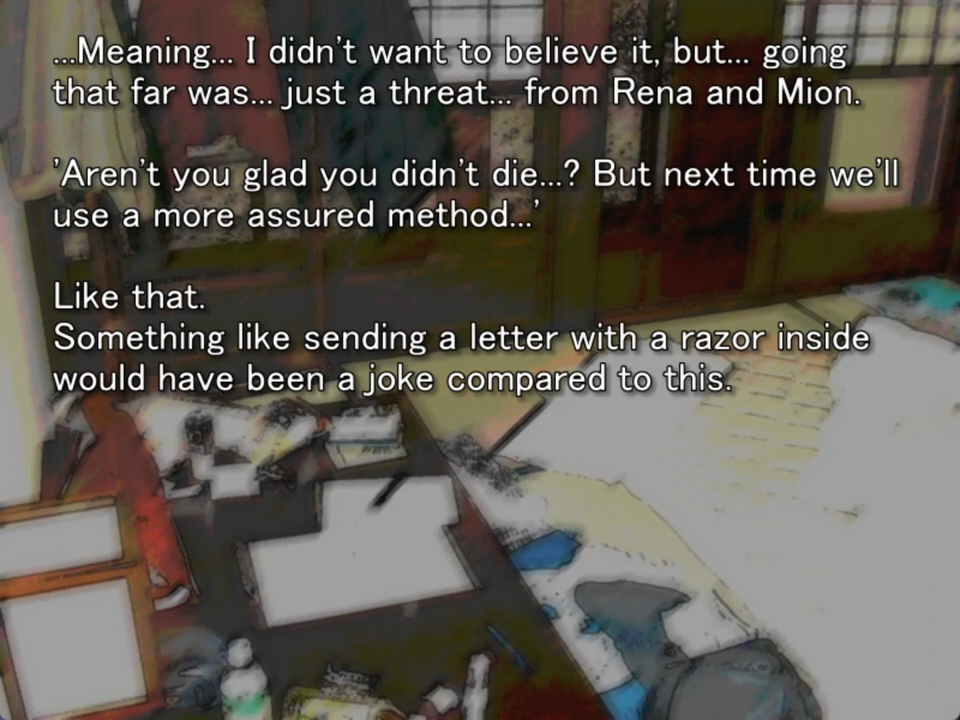 ...Meaning... I didn't want to believe it, but... going
that far was... just a threat... from Rena and Mion.
'Aren't you glad you didn't die...? But next time we'll
use a more assured method...'
Like that.
Something like sending a letter with a razor inside
would have been a joke compared to this.